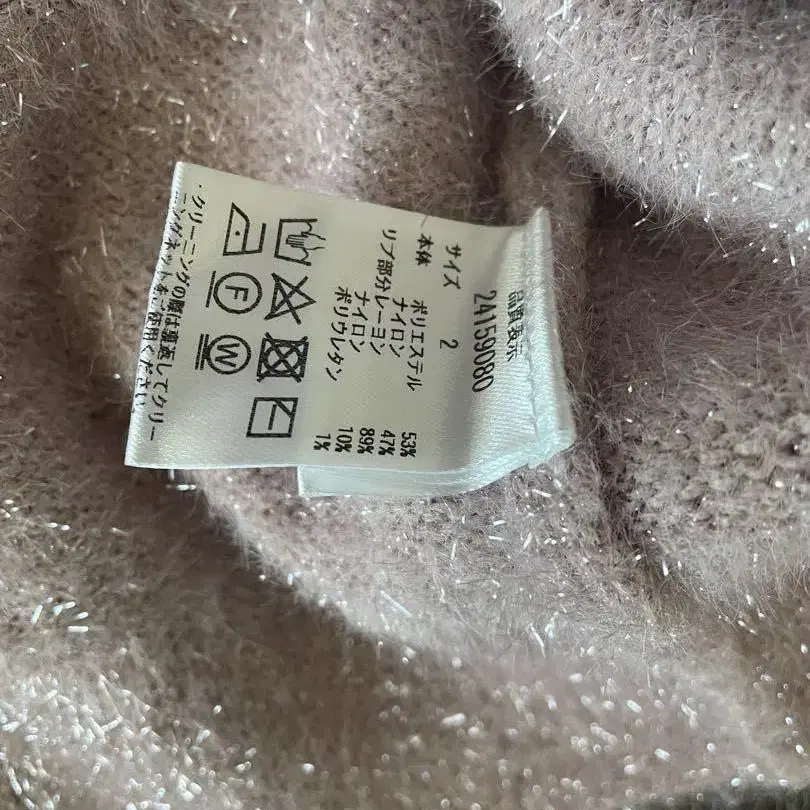 品質表示
24159080
サイズ 2
本体 ポリエステル 53%
ナイロン 47%
リブ部分 レーヨン 89%
ナイロン 10%
ポリウレタン 1%
F
W
・クリーニングの際は裏返してクリー
ニングネットをご使用ください。